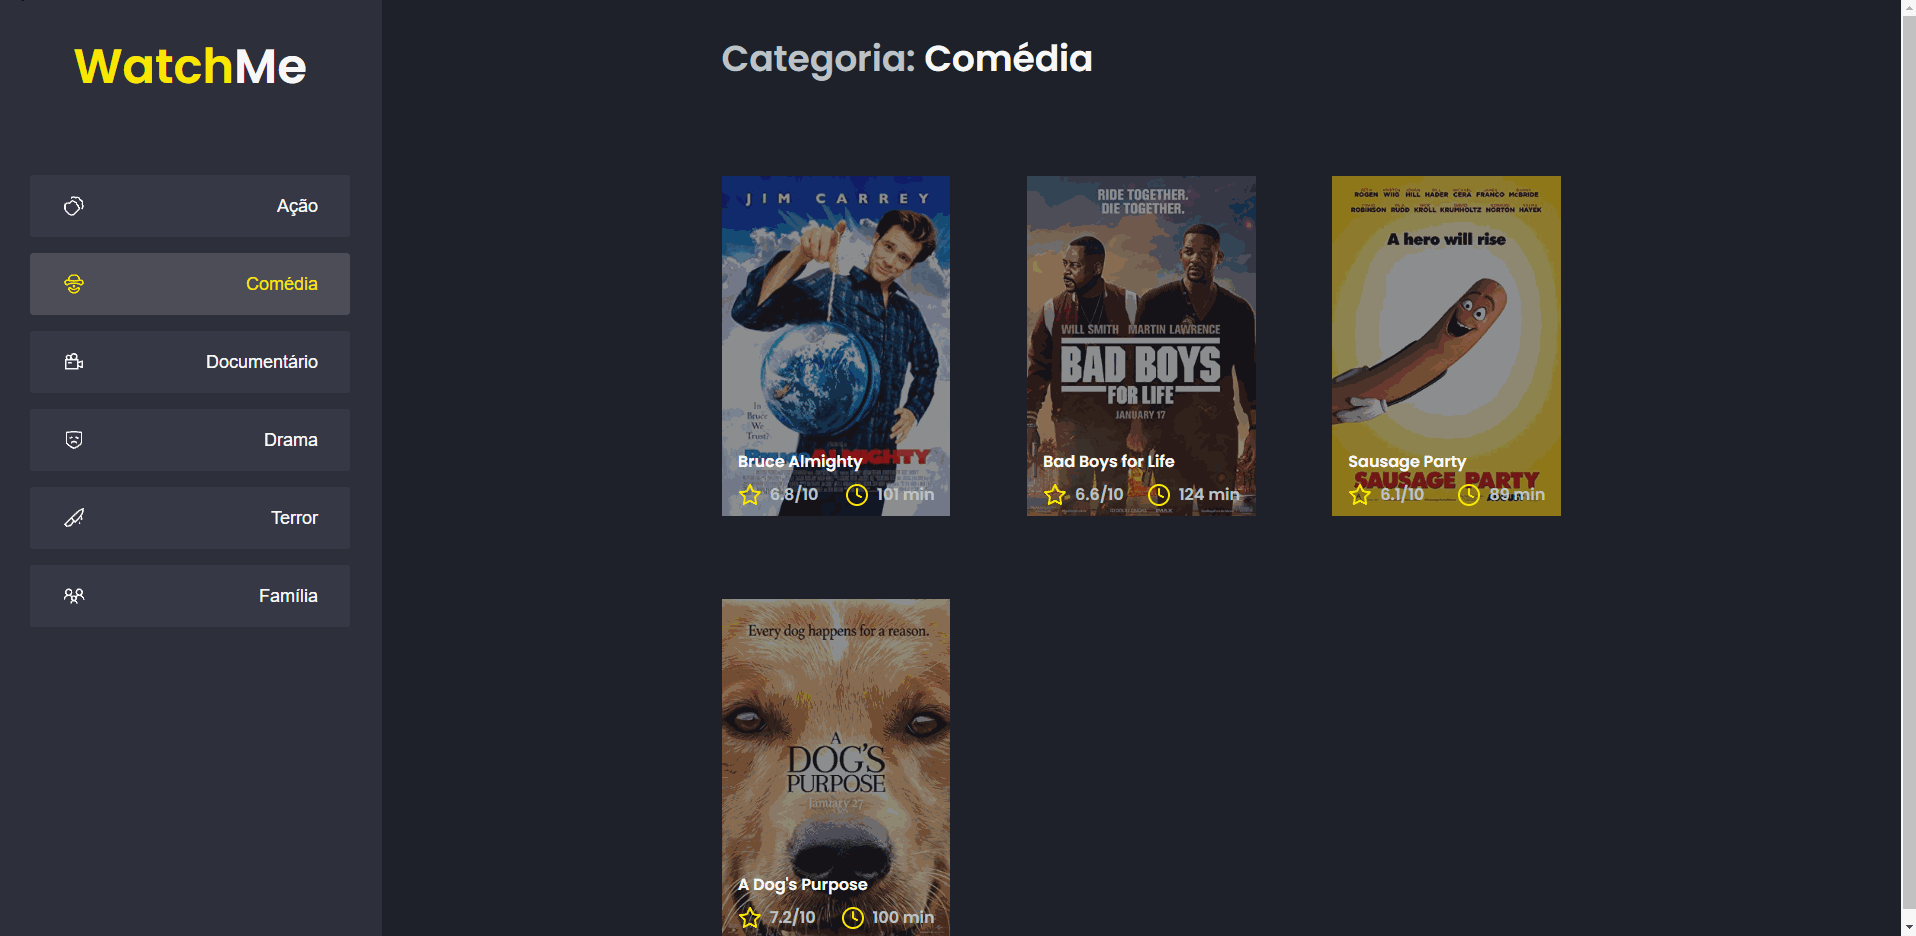 WatchMe
Ação
Comédia
Documentário
Drama
Terror
Família
Categoria: Comédia
JIM CARREY
In
Bruce
We
Trust?
BRUCE ALMIGHTY
Bruce Almighty
6.8/10 101 min
RIDE TOGETHER.
DIE TOGETHER.
WILL SMITH MARTIN LAWRENCE
BAD BOYS
FOR LIFE
JANUARY 17
Bad Boys for Life
6.6/10 124 min
ROGEN WIIG HILL HADER CERA FRANCO McBRIDE
ROBINSON RUDD KROLL KRUMHOLTZ NORTON HAYEK
A hero will rise
SAUSAGE PARTY
Sausage Party
6.1/10 89 min
Every dog happens for a reason.
A
DOG'S
PURPOSE
January 27
A Dog's Purpose
7.2/10 100 min